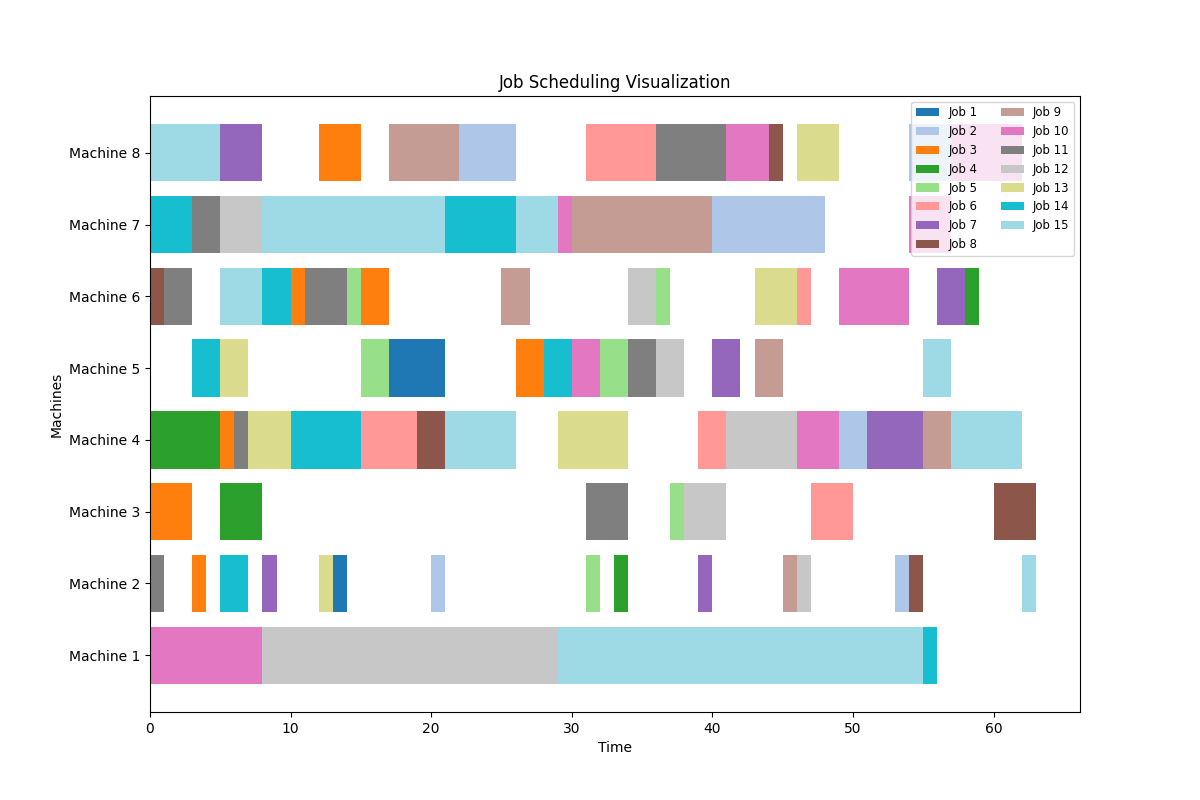 Job Scheduling Visualization
Machines
Machine 8
Machine 7
Machine 6
Machine 5
Machine 4
Machine 3
Machine 2
Machine 1
Job 1
Job 2
Job 3
Job 4
Job 5
Job 6
Job 7
Job 8
Job 9
Job 10
Job 11
Job 12
Job 13
Job 14
Job 15
0 10 20 30 40 50 60
Time